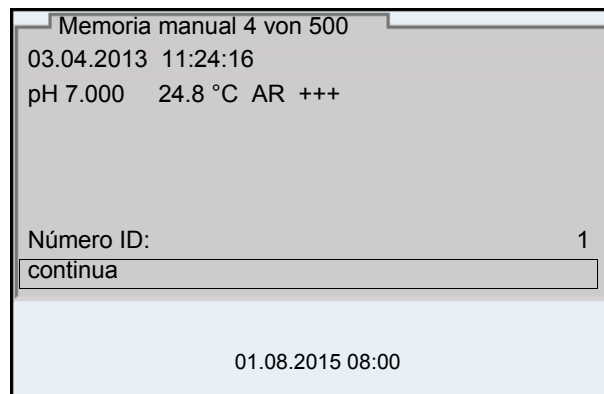 Memoria manual 4 von 500
03.04.2013 11:24:16
pH 7.000 24.8 °C AR +++
Número ID: 1
continua
01.08.2015 08:00